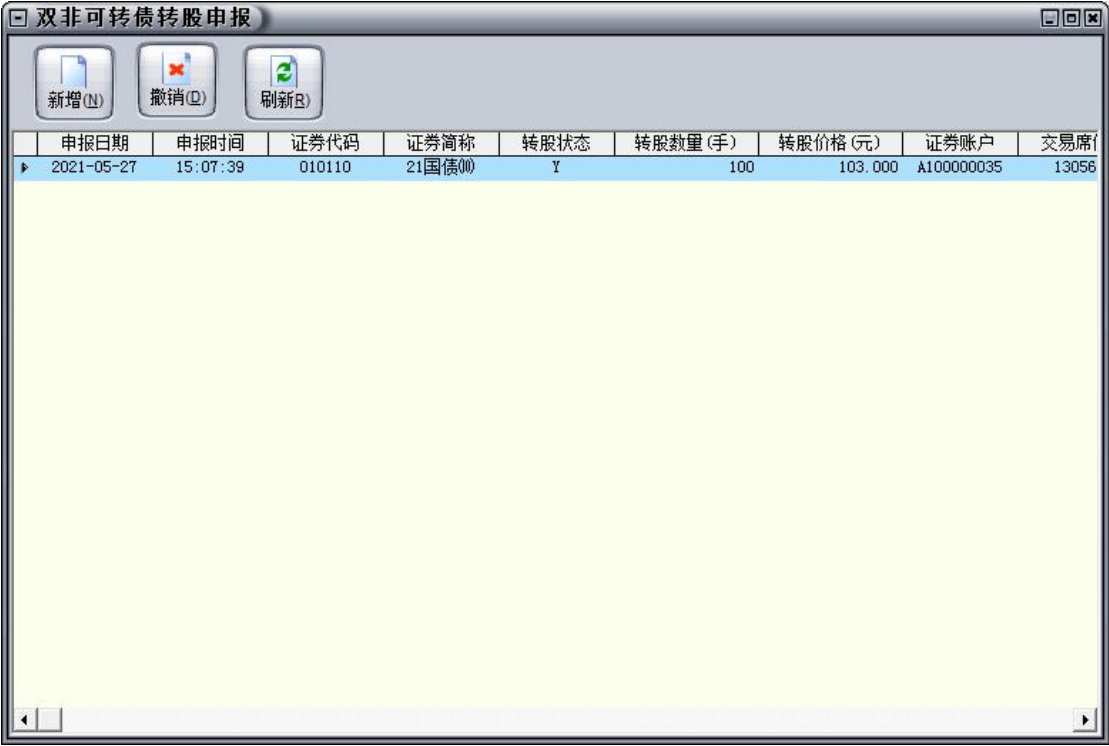 双非可转债转股申报
新增(N) 撤销(D) 刷新R)
申报日期 申报时间 证券代码 证券简称 转股状态 转股数量(手) 转股价格(元) 证券账户 交易席
2021-05-27 15:07:39 010110 21国债⑽ Y 100 103.000 A100000035 13056